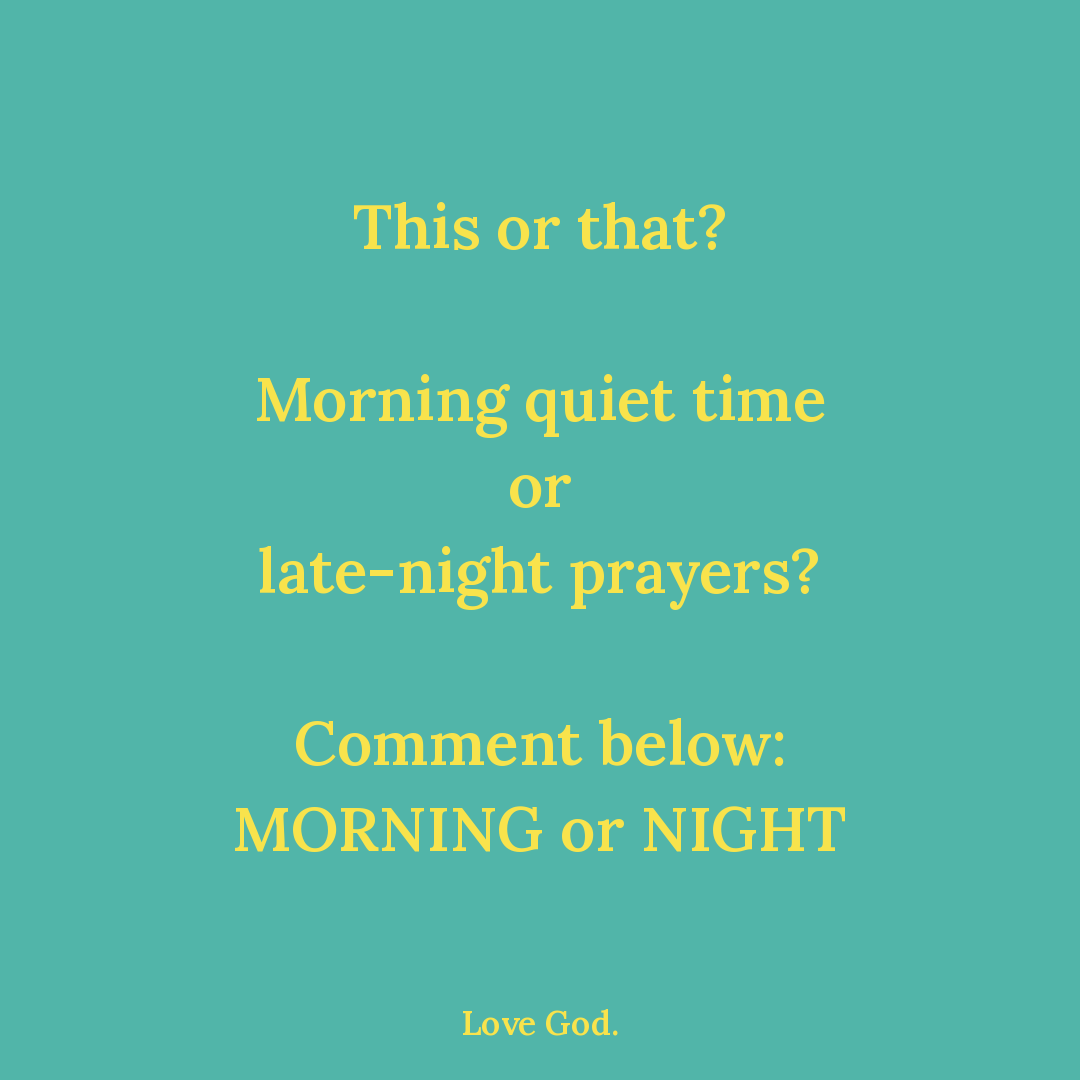 This or that?
Morning quiet time
or
late-night prayers?
Comment below:
MORNING or NIGHT
Love God.